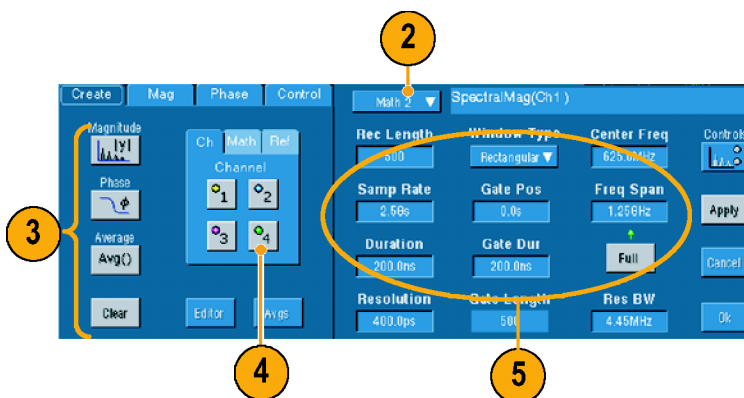 2
Create Mag Phase Control
Math 2 SpectralMag(Ch1 )
Magnitude
|Y|
Phase
φ
Average
Avg()
Clear
Ch Math Ref
Channel
1 2
3 4
Editor Avgs
Rec Length Window Type Center Freq Controls
500 Rectangular 625.0MHz
Samp Rate Gate Pos Freq Span
2.5Gs 0.0s 1.25GHz
Apply
Duration Gate Dur
200.0ns 200.0ns Full
Cancel
Resolution Gate Length Res BW
400.0ps 500 4.45MHz
Ok
3
4
5